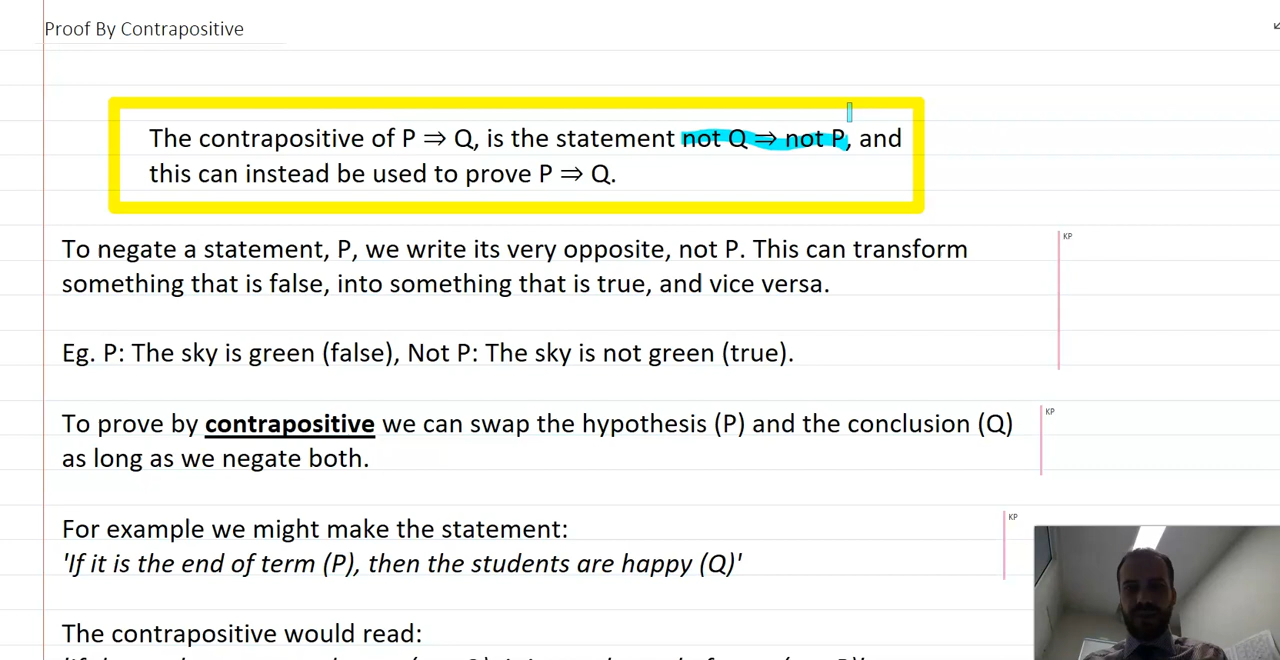 Proof By Contrapositive
The contrapositive of P ⇒ Q, is the statement not Q ⇒ not P, and
this can instead be used to prove P ⇒ Q.
To negate a statement, P, we write its very opposite, not P. This can transform
KP
something that is false, into something that is true, and vice versa.
Eg. P: The sky is green (false), Not P: The sky is not green (true).
To prove by contrapositive we can swap the hypothesis (P) and the conclusion (Q)
KP
as long as we negate both.
For example we might make the statement:
KP
'If it is the end of term (P), then the students are happy (Q)'
The contrapositive would read: